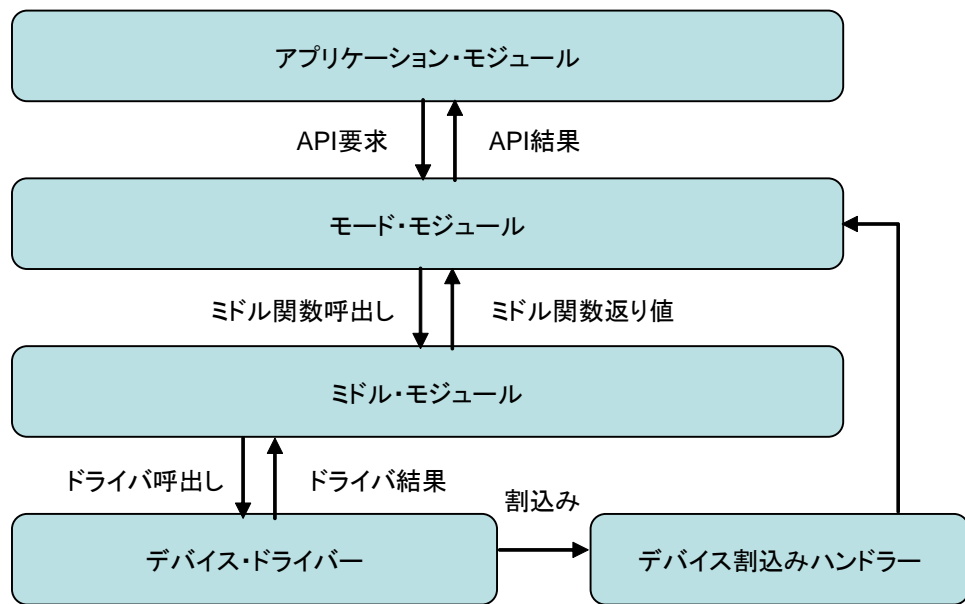 アプリケーション・モジュール
API要求
API結果
モード・モジュール
ミドル関数呼出し
ミドル関数返り値
ミドル・モジュール
ドライバ呼出し
ドライバ結果
割込み
デバイス・ドライバー
デバイス割込みハンドラー